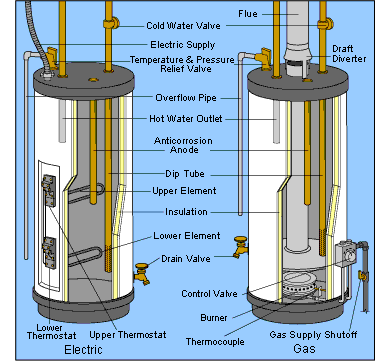 Flue
Cold Water Valve
Electric Supply
Temperature & Pressure
Relief Valve
Draft
Diverter
Overflow Pipe
Hot Water Outlet
Anticorrosion
Anode
Dip Tube
Upper Element
Insulation
Lower Element
Drain Valve
Control Valve
Burner
Thermocouple
Gas Supply Shutoff
Lower
Thermostat
Upper Thermostat
Electric
Gas